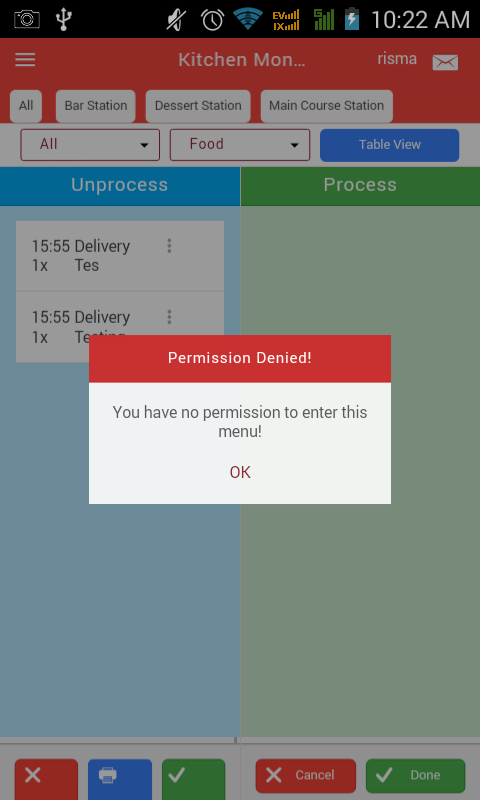 EV
1X
G
10:22 AM
Kitchen Mon...
risma
All
Bar Station
Dessert Station
Main Course Station
All
Food
Table View
Unprocess
Process
15:55 Delivery
1x Tes
15:55 Delivery
1x Testing
Permission Denied!
You have no permission to enter this
menu!
OK
Cancel
Done